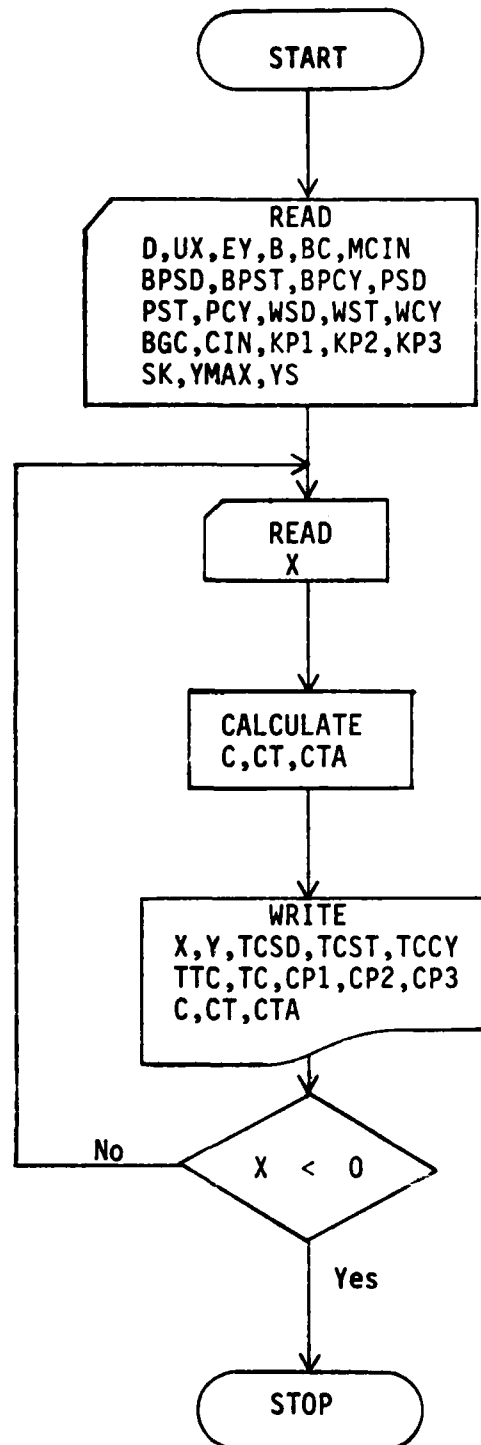 START
READ
D,UX,EY,B,BC,MCIN
BPSD,BPST,BPCY,PSD
PST,PCY,WSD,WST,WCY
BGC,CIN,KP1,KP2,KP3
SK,YMAX,YS
READ
X
CALCULATE
C,CT,CTA
WRITE
X,Y,TCSD,TCST,TCCY
TTC,TC,CP1,CP2,CP3
C,CT,CTA
No
X < 0
Yes
STOP